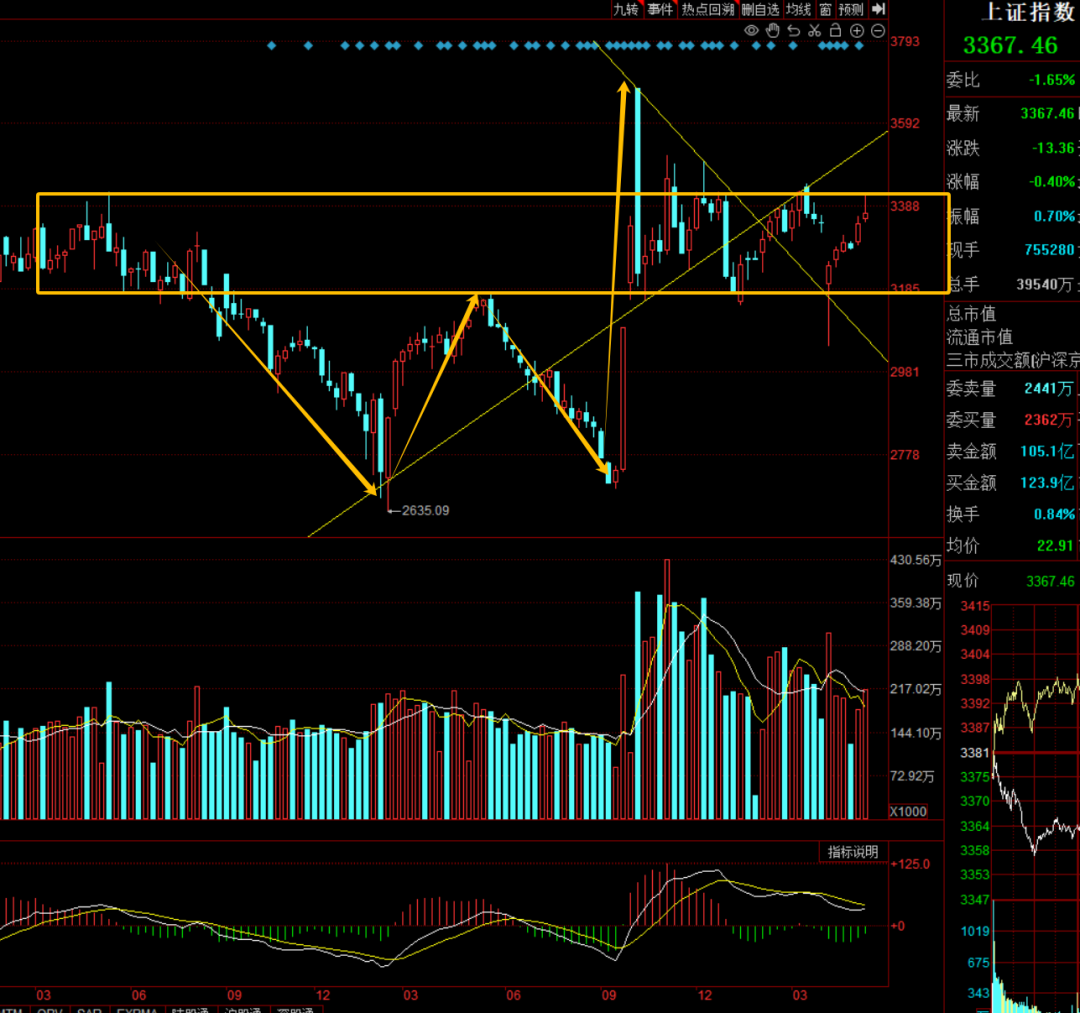 九转 事件 热点回溯 删自选 均线 窗 预测
上证指数
3367.46
委比 -1.65%
最新 3367.46
涨跌 -13.36
涨幅 -0.40%
振幅 0.70%
现手 755280
总手 39540万
总市值
流通市值
三市成交额[沪深京
委卖量 2441万
委买量 2362万
卖金额 105.1亿
买金额 123.9亿
换手 0.84%
均价 22.91
现价 3367.46
3793
3592
3388
3185
2981
2778
←2635.09
430.56万
359.38万
288.20万
217.02万
144.10万
72.92万
X1000
指标说明
+125.0
+0
3415
3409
3404
3398
3392
3387
3381
3375
3370
3364
3358
3353
3347
1019
675
343
03 06 09 12 03 06 09 12 03